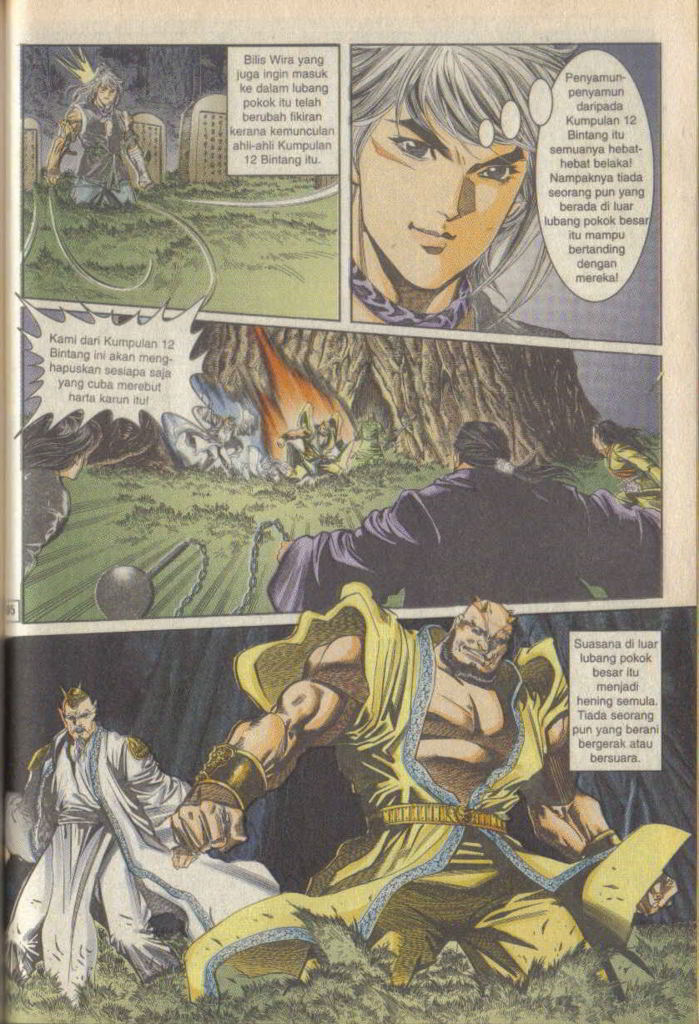 Bilis Wira yang
juga ingin masuk
ke dalam lubang
pokok itu telah
berubah fikiran
kerana kemunculan
ahli-ahli Kumpulan
12 Bintang itu.
Penyamun-
penyamun
daripada
Kumpulan 12
Bintang itu
semuanya hebat-
hebat belaka!
Nampaknya tiada
seorang pun yang
berada di luar
lubang pokok besar
itu mampu
bertanding
dengan
mereka!
Kami dari Kumpulan 12
Bintang ini akan meng-
hapuskan sesiapa saja
yang cuba merebut
harta karun itu!
Suasana di luar
lubang pokok
besar itu
menjadi
hening semula.
Tiada seorang
pun yang berani
bergerak atau
bersuara.